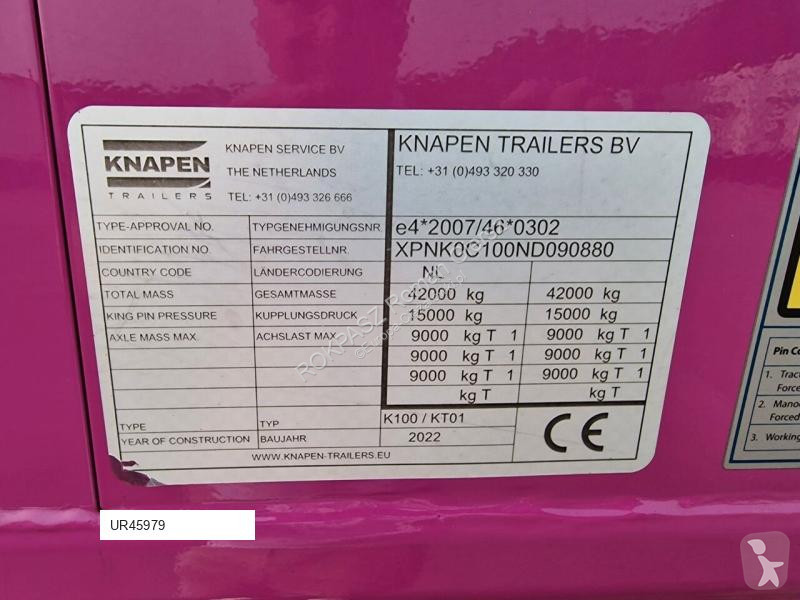 KNAPEN
TRAILERS
KNAPEN SERVICE BV
THE NETHERLANDS
TEL: +31 (0)493 326 666
KNAPEN TRAILERS BV
TEL: +31 (0)493 320 330
TYPE-APPROVAL NO. TYPGENEHMIGUNGSNR. e4*2007/46*0302
IDENTIFICATION NO. FAHRGESTELLNR. XPNK0C100ND090880
COUNTRY CODE LÄNDERCODIERUNG NL
TOTAL MASS GESAMTMASSE 42000 kg 42000 kg
KING PIN PRESSURE KUPPLUNGSDRUCK 15000 kg 15000 kg
AXLE MASS MAX. ACHSLAST MAX. 9000 kg T 1 9000 kg T 1
9000 kg T 1 9000 kg T 1
9000 kg T 1 9000 kg T 1
kg T kg T
TYPE TYP K100 / KT01
YEAR OF CONSTRUCTION BAUJAHR 2022
CE
WWW.KNAPEN-TRAILERS.EU
ROKPASZ Roman
Pin Co
1. Tract
Force
2. Mano
Forced
3. Working
UR45979